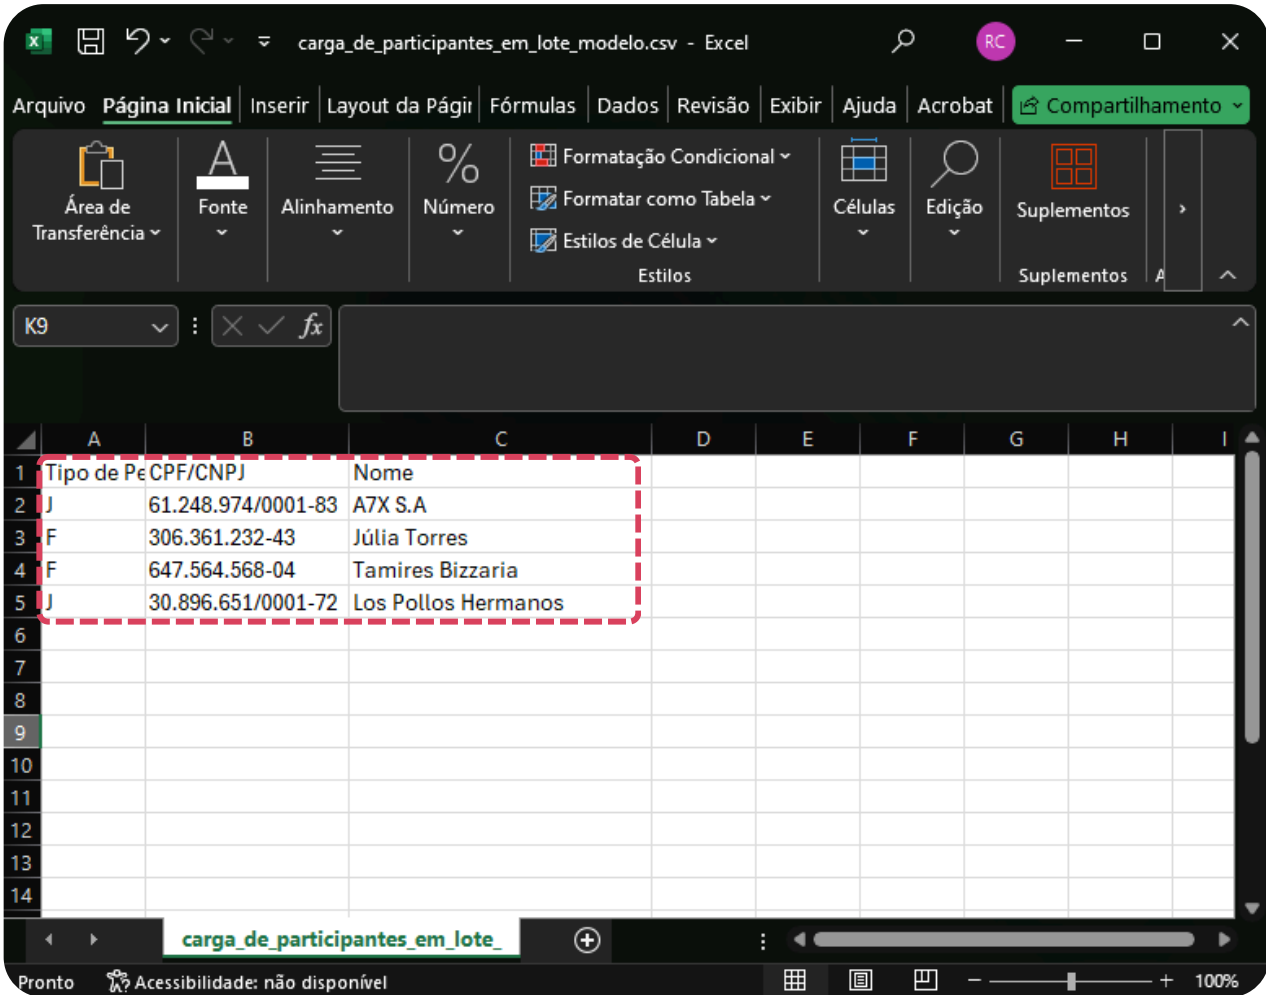 carga_de_participantes_em_lote_modelo.csv - Excel
RC
Arquivo Página Inicial Inserir Layout da Págir Fórmulas Dados Revisão Exibir Ajuda Acrobat Compartilhamento
Área de Transferência
Fonte
Alinhamento
%
Número
Formatação Condicional
Formatar como Tabela
Estilos de Célula
Estilos
Células
Edição
Suplementos
Suplementos
K9
fx
A B C D E F G H I
1 Tipo de Pe CPF/CNPJ Nome
2 J 61.248.974/0001-83 A7X S.A
3 F 306.361.232-43 Júlia Torres
4 F 647.564.568-04 Tamires Bizzaria
5 J 30.896.651/0001-72 Los Pollos Hermanos
6
7
8
9
10
11
12
13
14
carga_de_participantes_em_lote_
Pronto Acessibilidade: não disponível 100%